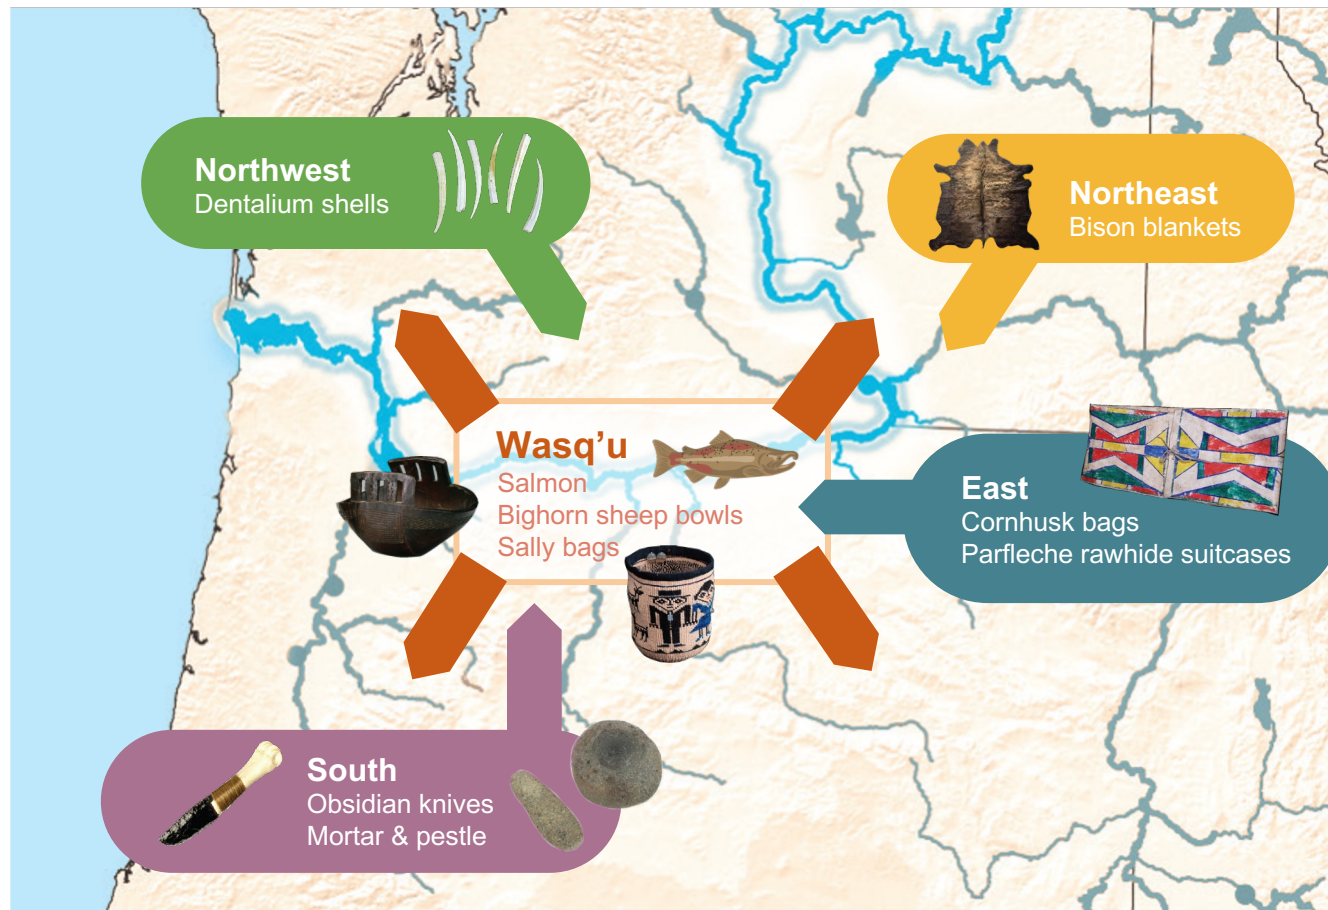 Northwest
Dentalium shells
Northeast
Bison blankets
Wasq’u
Salmon
Bighorn sheep bowls
Sally bags
East
Cornhusk bags
Parfleche rawhide suitcases
South
Obsidian knives
Mortar & pestle